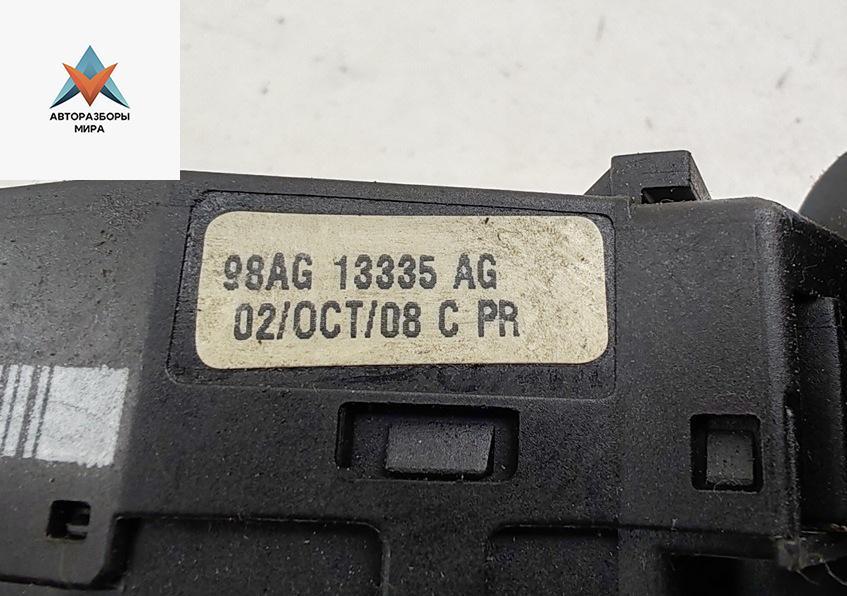 АВТОРАЗБОРЫ
МИРА
98AG 13335 AG
02/OCT/08 C PR